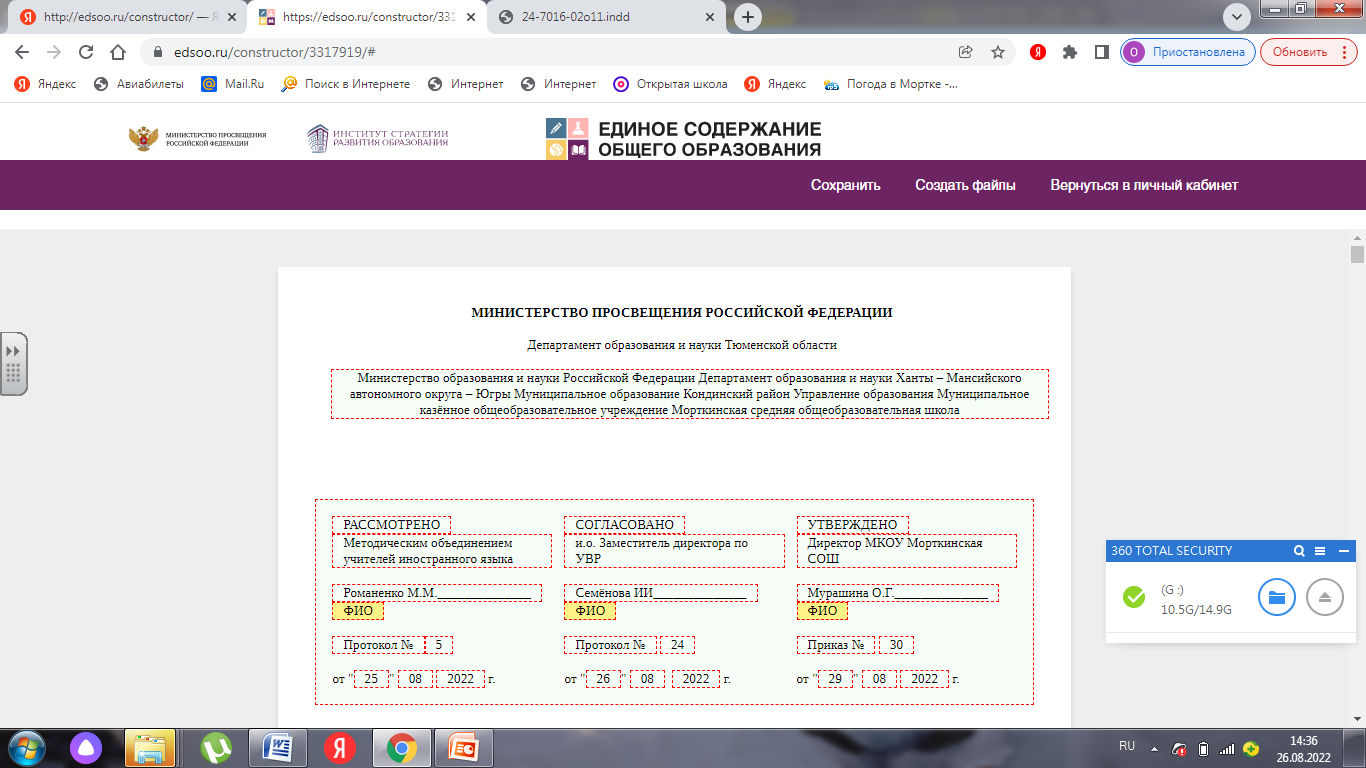 http://edsoo.ru/constructor/ — Я
https://edsoo.ru/constructor/331
24-7016-02о11.indd
edsoo.ru/constructor/3317919/#
О Приостановлена
Обновить
Яндекс Авиабилеты Mail.Ru Поиск в Интернете Интернет Интернет Открытая школа Яндекс Погода в Мортке -...
МИНИСТЕРСТВО ПРОСВЕЩЕНИЯ
РОССИЙСКОЙ ФЕДЕРАЦИИ
ИНСТИТУТ СТРАТЕГИИ
РАЗВИТИЯ ОБРАЗОВАНИЯ
ЕДИНОЕ СОДЕРЖАНИЕ
ОБЩЕГО ОБРАЗОВАНИЯ
Сохранить Создать файлы Вернуться в личный кабинет
МИНИСТЕРСТВО ПРОСВЕЩЕНИЯ РОССИЙСКОЙ ФЕДЕРАЦИИ
Департамент образования и науки Тюменской области
Министерство образования и науки Российской Федерации Департамент образования и науки Ханты – Мансийского
автономного округа – Югры Муниципальное образование Кондинский район Управление образования Муниципальное
казённое общеобразовательное учреждение Морткинская средняя общеобразовательная школа
РАССМОТРЕНО
Методическим объединением
учителей иностранного языка
Романенко М.М._______________
ФИО
Протокол № 5
от "25" 08 2022 г.
СОГЛАСОВАНО
и.о. Заместитель директора по
УВР
Семёнова ИИ_______________
ФИО
Протокол № 24
от "26" 08 2022 г.
УТВЕРЖДЕНО
Директор МКОУ Морткинская
СОШ
Мурашина О.Г._______________
ФИО
Приказ № 30
от "29" 08 2022 г.
360 TOTAL SECURITY
(G :)
10.5G/14.9G
RU
14:36
26.08.2022